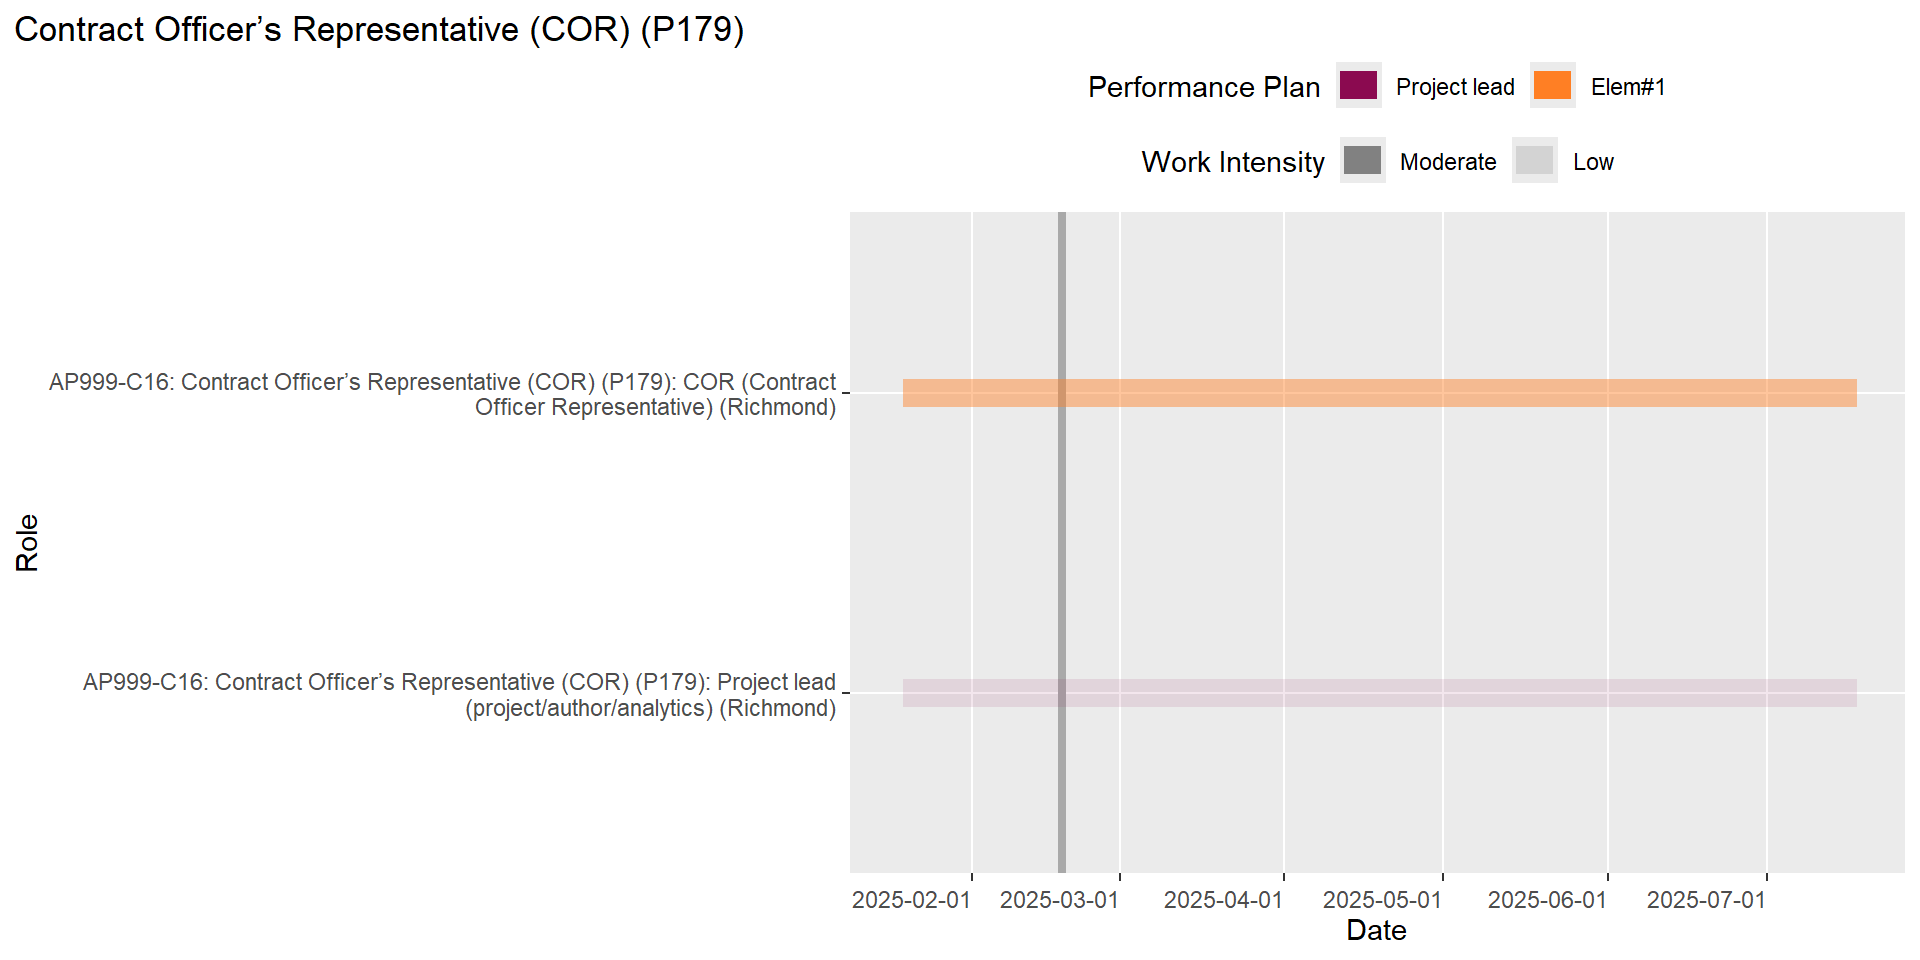 Contract Officer’s Representative (COR) (P179)
Performance Plan
Project lead
Elem#1
Work Intensity
Moderate
Low
Role
AP999-C16: Contract Officer’s Representative (COR) (P179): COR (Contract
Officer Representative) (Richmond)
AP999-C16: Contract Officer’s Representative (COR) (P179): Project lead
(project/author/analytics) (Richmond)
2025-02-01
2025-03-01
2025-04-01
2025-05-01
2025-06-01
2025-07-01
Date